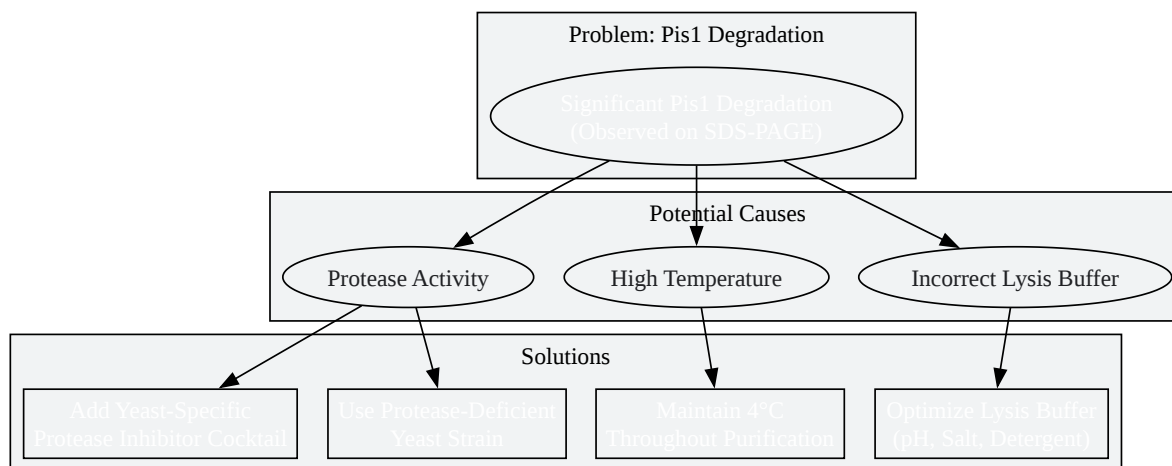 Problem: Pis1 Degradation
Significant Pis1 Degradation
(Observed on SDS-PAGE)
Potential Causes
Protease Activity
High Temperature
Incorrect Lysis Buffer
Solutions
Add Yeast-Specific
Protease Inhibitor Cocktail
Use Protease-Deficient
Yeast Strain
Maintain 4°C
Throughout Purification
Optimize Lysis Buffer
(pH, Salt, Detergent)